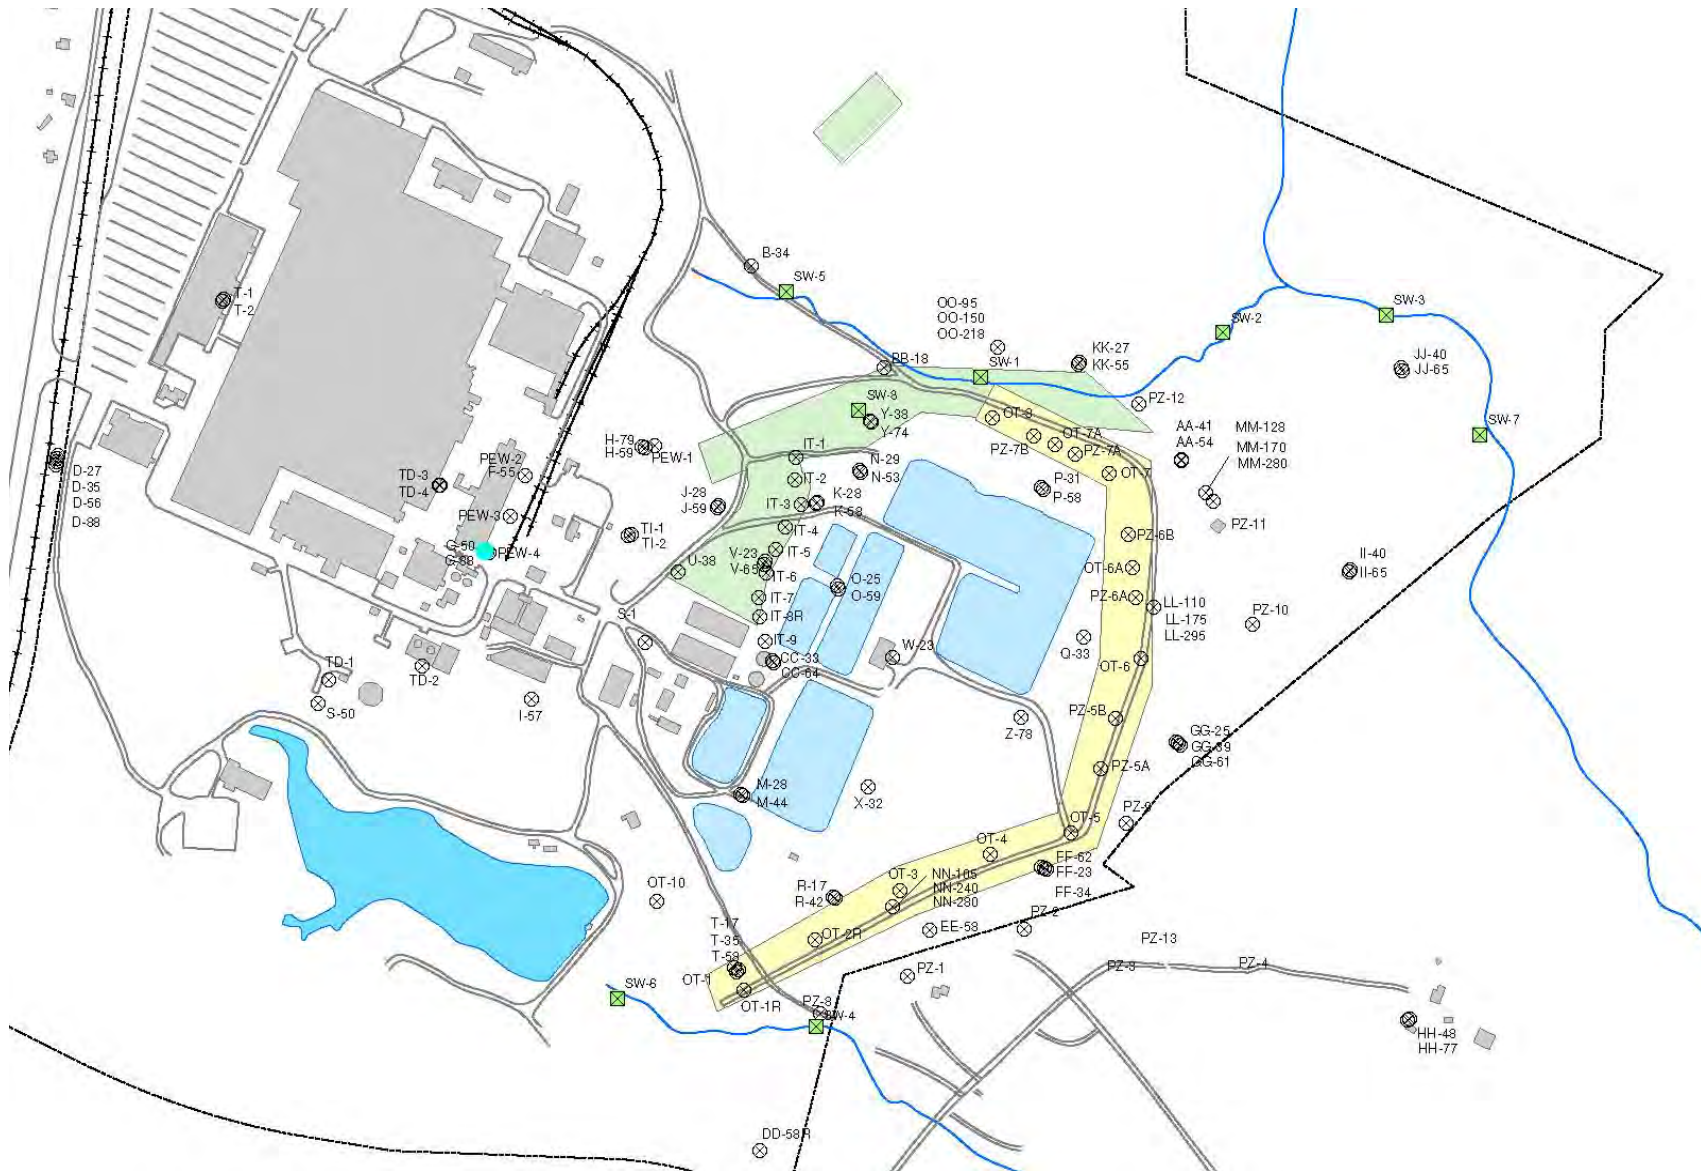 B-34
SW-5
OO-95
OO-150
OO-218
SW-1
KK-27
KK-55
SW-2
SW-3
JJ-40
JJ-65
SW-7
T-1
T-2
BB-18
PZ-12
SW-8
Y-38
Y-74
OT-8
OT-7A
PZ-7B
PZ-7A
OT-7
AA-41
AA-54
MM-128
MM-170
MM-280
PZ-11
H-79
H-59
PEW-1
IT-1
IT-2
N-29
N-53
P-31
P-58
PEW-2
F-55
TD-3
TD-4
D-27
D-35
D-56
D-88
J-28
J-59
IT-3
K-28
K-58
PEW-3
IT-4
TI-1
TI-2
PZ-6B
G-50
G-88
PEW-4
IT-5
V-23
V-65
U-38
IT-6
O-25
O-59
OT-6A
II-40
II-65
IT-7
PZ-6A
LL-110
LL-175
LL-295
PZ-10
S-1
IT-8R
IT-9
Q-33
W-23
CC-33
CC-64
OT-6
TD-1
TD-2
S-50
I-57
PZ-5B
Z-78
GG-25
GG-39
GG-61
PZ-5A
M-28
M-44
X-32
PZ-9
OT-5
OT-4
FF-62
FF-23
FF-34
OT-10
R-17
R-42
OT-3
NN-105
NN-240
NN-280
T-17
T-35
T-59
OT-2R
EE-58
PZ-2
PZ-13
OT-1
OT-1R
PZ-1
PZ-3
PZ-4
SW-6
PZ-8
SW-4
HH-48
HH-77
DD-58R